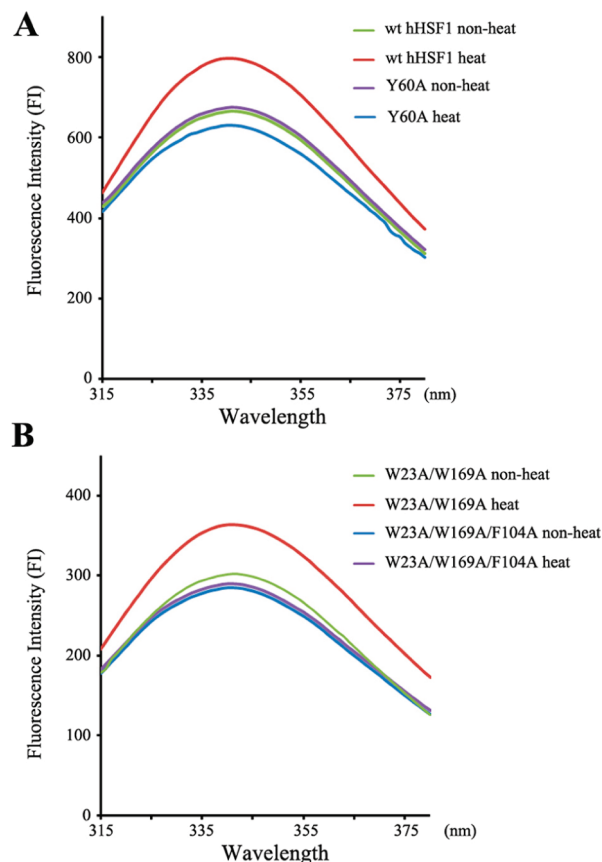 A
wt hHSF1 non-heat
wt hHSF1 heat
Y60A non-heat
Y60A heat
Fluorescence Intensity (FI)
800
600
400
200
0
315
335
355
375
(nm)
Wavelength
B
W23A/W169A non-heat
W23A/W169A heat
W23A/W169A/F104A non-heat
W23A/W169A/F104A heat
Fluorescence Intensity (FI)
400
300
200
100
0
315
335
355
375
(nm)
Wavelength